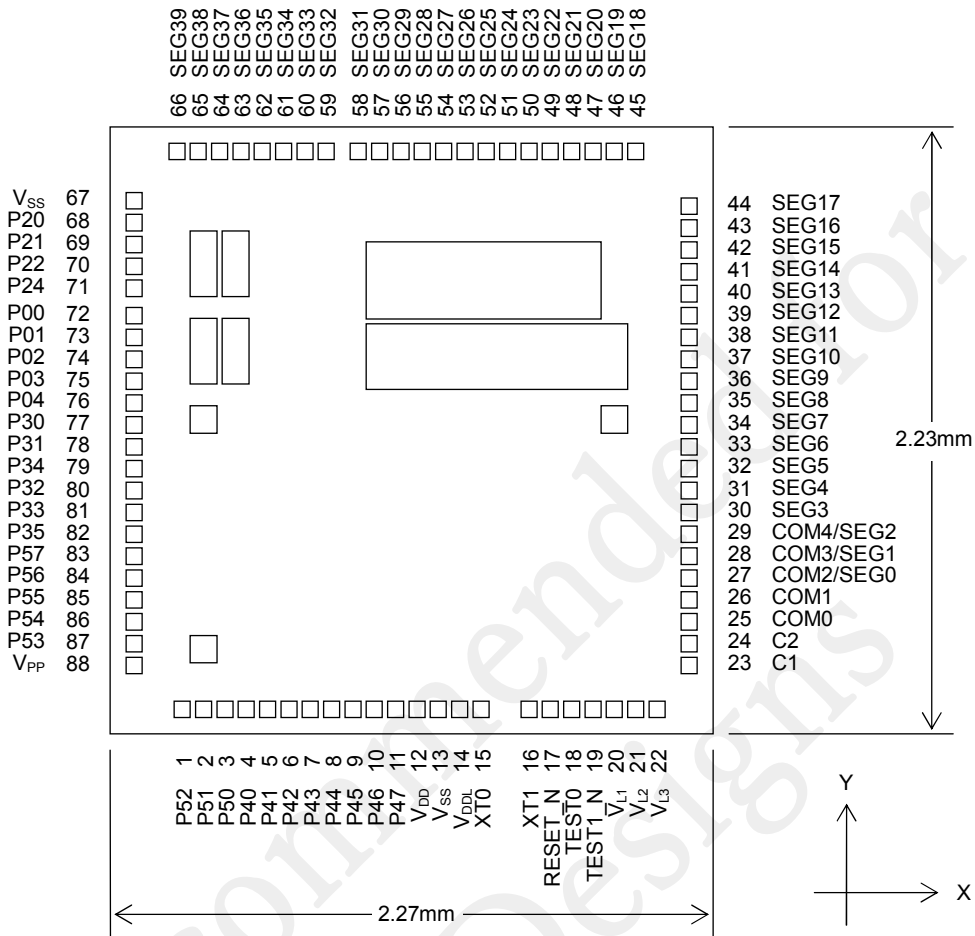 66 SEG39
65 SEG38
64 SEG37
63 SEG36
62 SEG35
61 SEG34
60 SEG33
59 SEG32
58 SEG31
57 SEG30
56 SEG29
55 SEG28
54 SEG27
53 SEG26
52 SEG25
51 SEG24
50 SEG23
49 SEG22
48 SEG21
47 SEG20
46 SEG19
45 SEG18
VSS 67
P20 68
P21 69
P22 70
P24 71
P00 72
P01 73
P02 74
P03 75
P04 76
P30 77
P31 78
P34 79
P32 80
P33 81
P35 82
P57 83
P56 84
P55 85
P54 86
P53 87
VPP 88
44 SEG17
43 SEG16
42 SEG15
41 SEG14
40 SEG13
39 SEG12
38 SEG11
37 SEG10
36 SEG9
35 SEG8
34 SEG7
33 SEG6
32 SEG5
31 SEG4
30 SEG3
29 COM4/SEG2
28 COM3/SEG1
27 COM2/SEG0
26 COM1
25 COM0
24 C2
23 C1
2.23mm
P52 1
P51 2
P50 3
P40 4
P41 5
P42 6
P43 7
P44 8
P45 9
P46 10
P47 11
VDD 12
VSS 13
VDDL 14
XT0 15
XT1 16
RESET_N 17
TEST0 18
TEST1_N 19
VL1 20
VL2 21
VL3 22
Y
X
2.27mm
ommended for
Designs